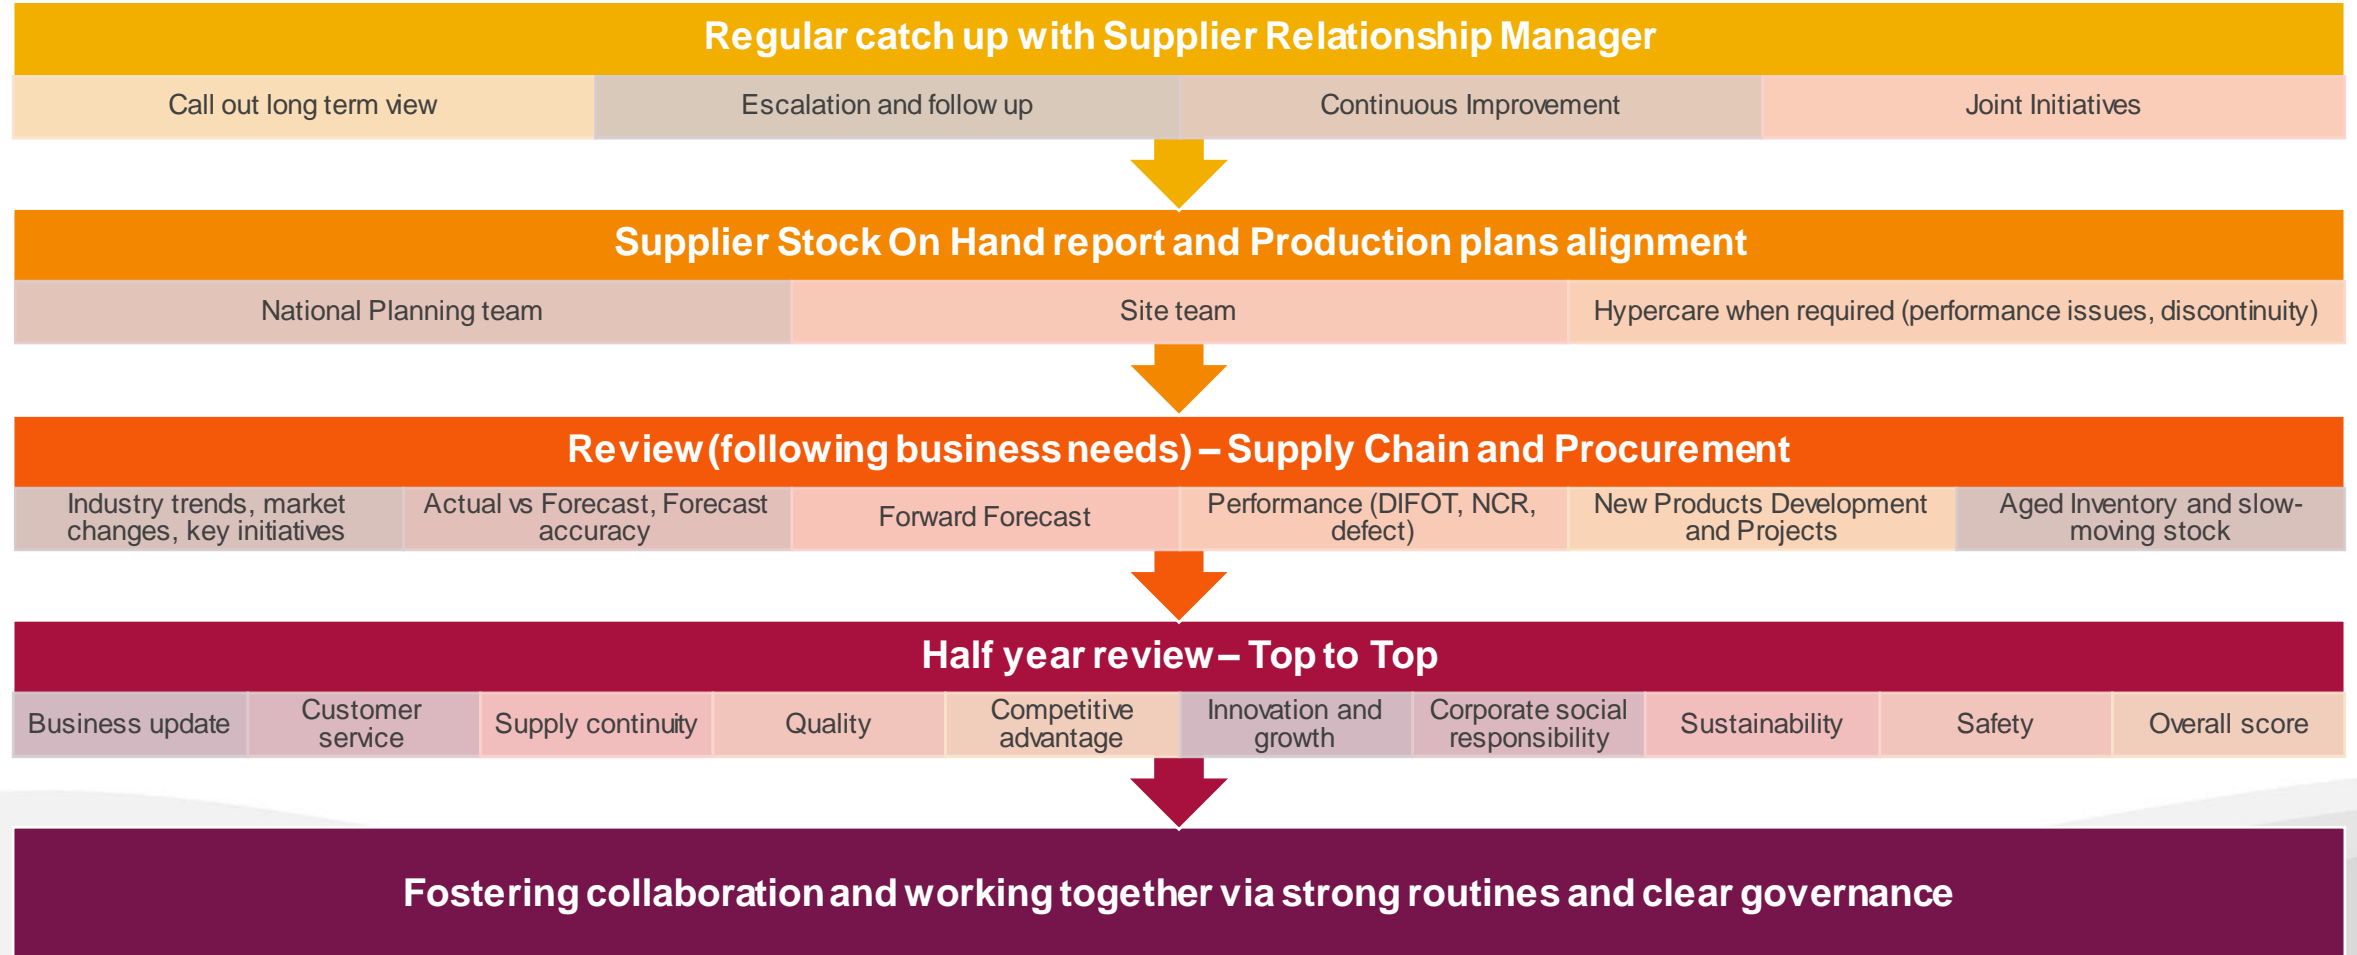 Regular catch up with Supplier Relationship Manager
Call out long term view
Escalation and follow up
Continuous Improvement
Joint Initiatives
Supplier Stock On Hand report and Production plans alignment
National Planning team
Site team
Hypercare when required (performance issues, discontinuity)
Review (following business needs) – Supply Chain and Procurement
Industry trends, market
changes, key initiatives
Actual vs Forecast, Forecast
accuracy
Forward Forecast
Performance (DIFOT, NCR,
defect)
New Products Development
and Projects
Aged Inventory and slow-
moving stock
Half year review – Top to Top
Business update
Customer
service
Supply continuity
Quality
Competitive
advantage
Innovation and
growth
Corporate social
responsibility
Sustainability
Safety
Overall score
Fostering collaboration and working together via strong routines and clear governance